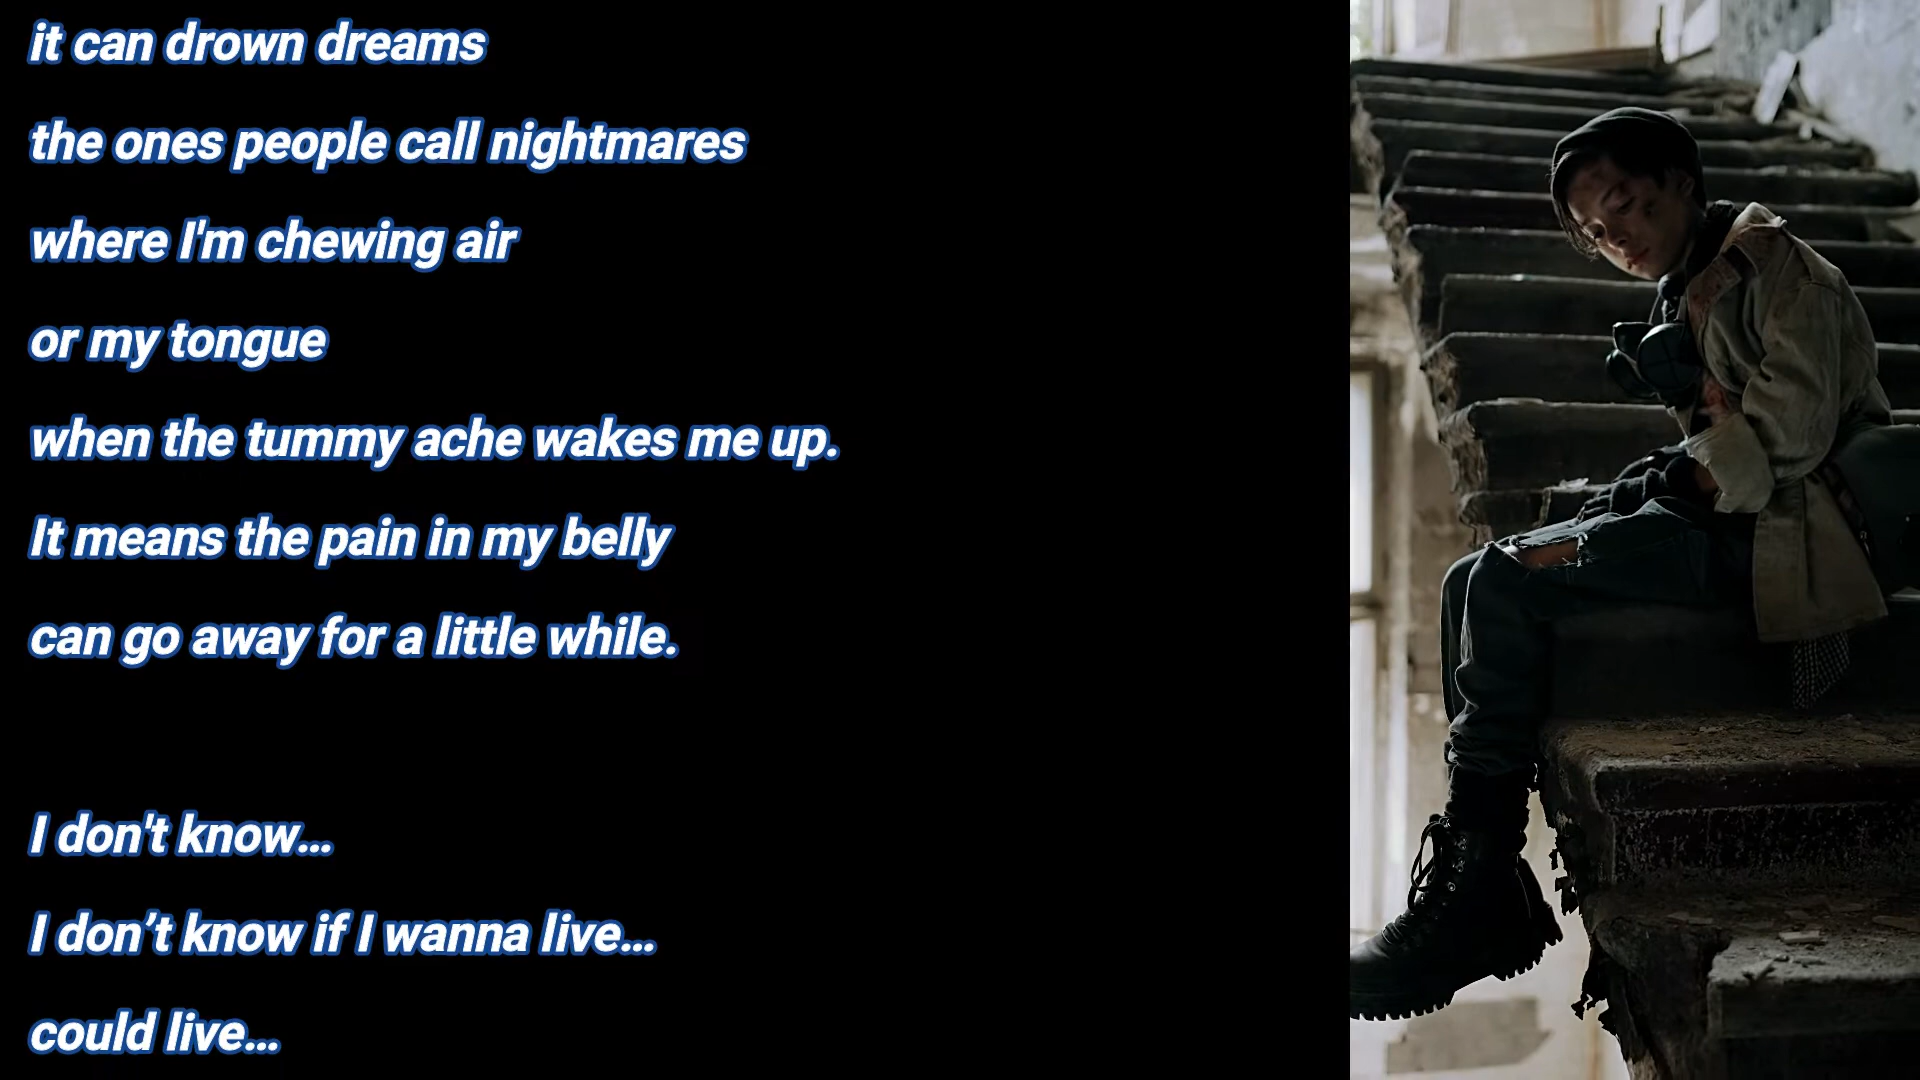 it can drown dreams
the ones people call nightmares
where I'm chewing air
or my tongue
when the tummy ache wakes me up.
It means the pain in my belly
can go away for a little while.
I don't know...
I don’t know if I wanna live...
could live...